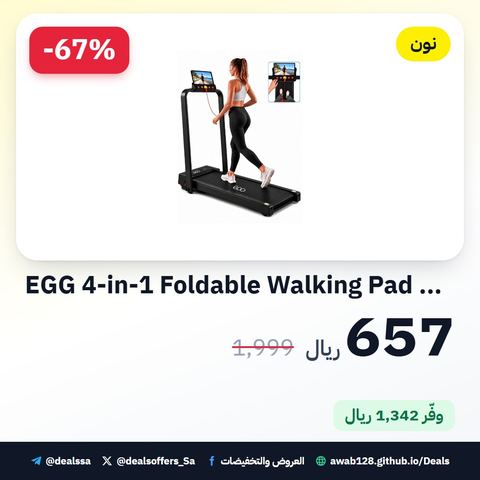 -67%
نون
EGG 4-in-1 Foldable Walking Pad ...
657 ريال 1,999
وفّر 1,342 ريال
@dealssa @dealsoffers_Sa العروض والتخفيضات awab128.github.io/Deals